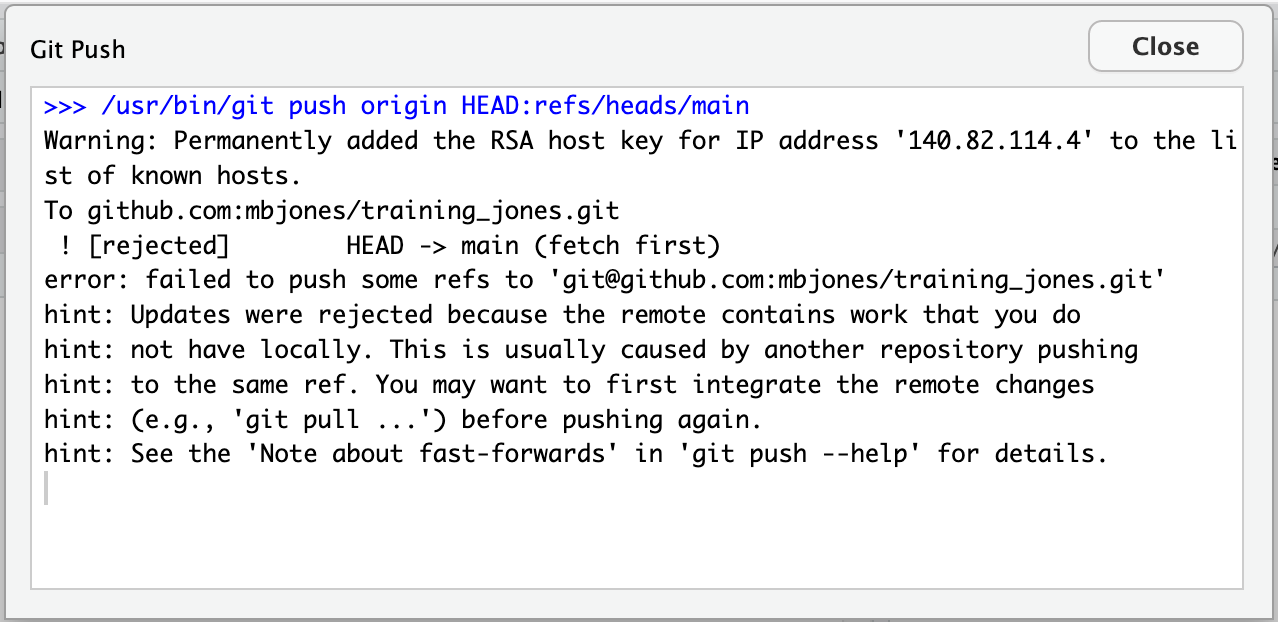 Git Push
Close
>>> /usr/bin/git push origin HEAD:refs/heads/main
Warning: Permanently added the RSA host key for IP address '140.82.114.4' to the li
st of known hosts.
To github.com:mbjones/training_jones.git
 ! [rejected]        HEAD -> main (fetch first)
error: failed to push some refs to 'git@github.com:mbjones/training_jones.git'
hint: Updates were rejected because the remote contains work that you do
hint: not have locally. This is usually caused by another repository pushing
hint: to the same ref. You may want to first integrate the remote changes
hint: (e.g., 'git pull ...') before pushing again.
hint: See the 'Note about fast-forwards' in 'git push --help' for details.